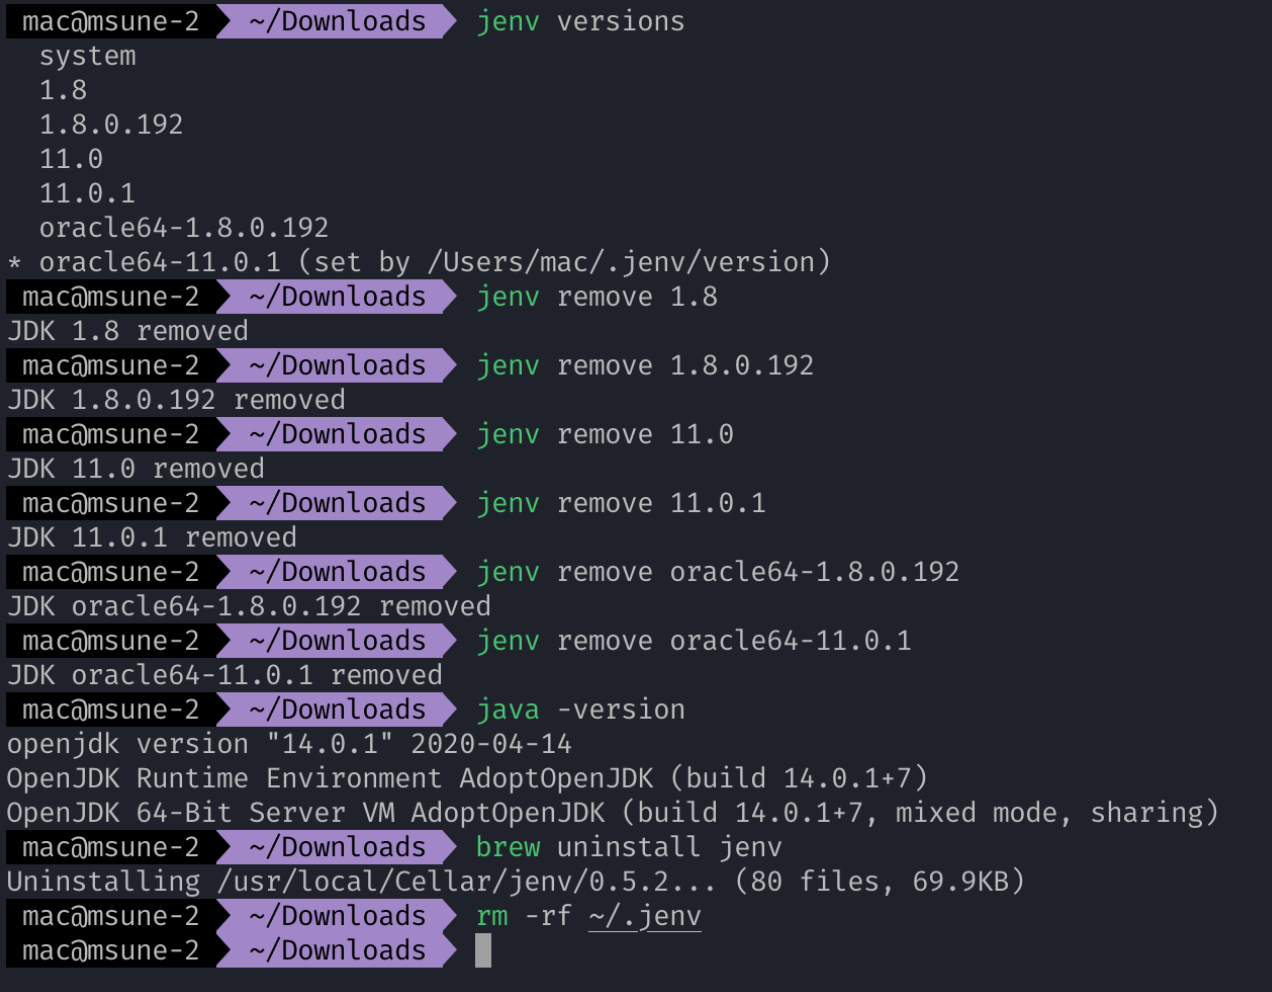 mac@msune-2 ~/Downloads jenv versions
system
1.8
1.8.0.192
11.0
11.0.1
oracle64-1.8.0.192
* oracle64-11.0.1 (set by /Users/mac/.jenv/version)
mac@msune-2 ~/Downloads jenv remove 1.8
JDK 1.8 removed
mac@msune-2 ~/Downloads jenv remove 1.8.0.192
JDK 1.8.0.192 removed
mac@msune-2 ~/Downloads jenv remove 11.0
JDK 11.0 removed
mac@msune-2 ~/Downloads jenv remove 11.0.1
JDK 11.0.1 removed
mac@msune-2 ~/Downloads jenv remove oracle64-1.8.0.192
JDK oracle64-1.8.0.192 removed
mac@msune-2 ~/Downloads jenv remove oracle64-11.0.1
JDK oracle64-11.0.1 removed
mac@msune-2 ~/Downloads java -version
openjdk version "14.0.1" 2020-04-14
OpenJDK Runtime Environment AdoptOpenJDK (build 14.0.1+7)
OpenJDK 64-Bit Server VM AdoptOpenJDK (build 14.0.1+7, mixed mode, sharing)
mac@msune-2 ~/Downloads brew uninstall jenv
Uninstalling /usr/local/Cellar/jenv/0.5.2... (80 files, 69.9KB)
mac@msune-2 ~/Downloads rm -rf ~/.jenv
mac@msune-2 ~/Downloads